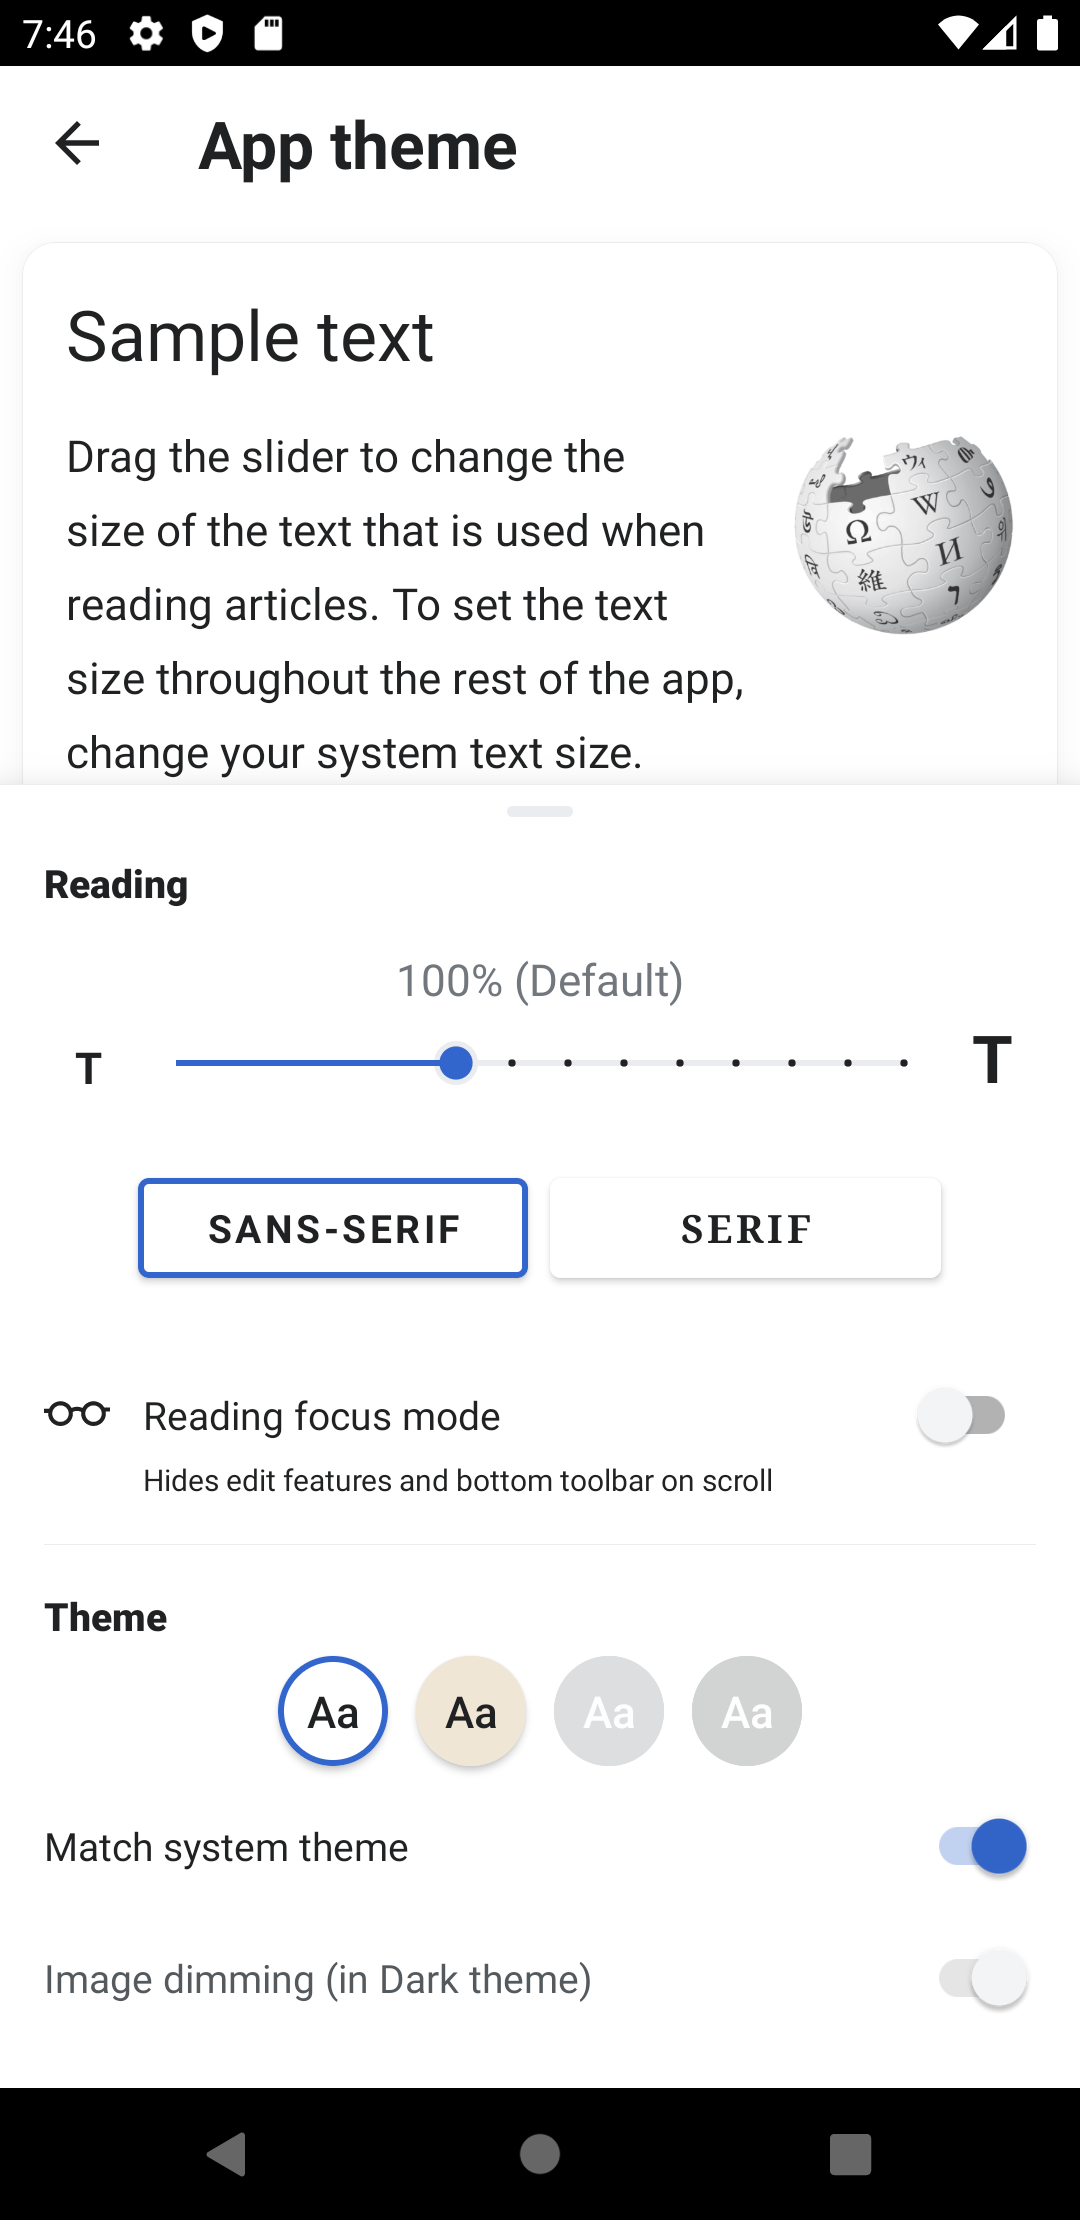 7:46
App theme
Sample text
Drag the slider to change the
size of the text that is used when
reading articles. To set the text
size throughout the rest of the app,
change your system text size.
Reading
100% (Default)
T T
SANS-SERIF SERIF
Reading focus mode
Hides edit features and bottom toolbar on scroll
Theme
Aa Aa Aa Aa
Match system theme
Image dimming (in Dark theme)